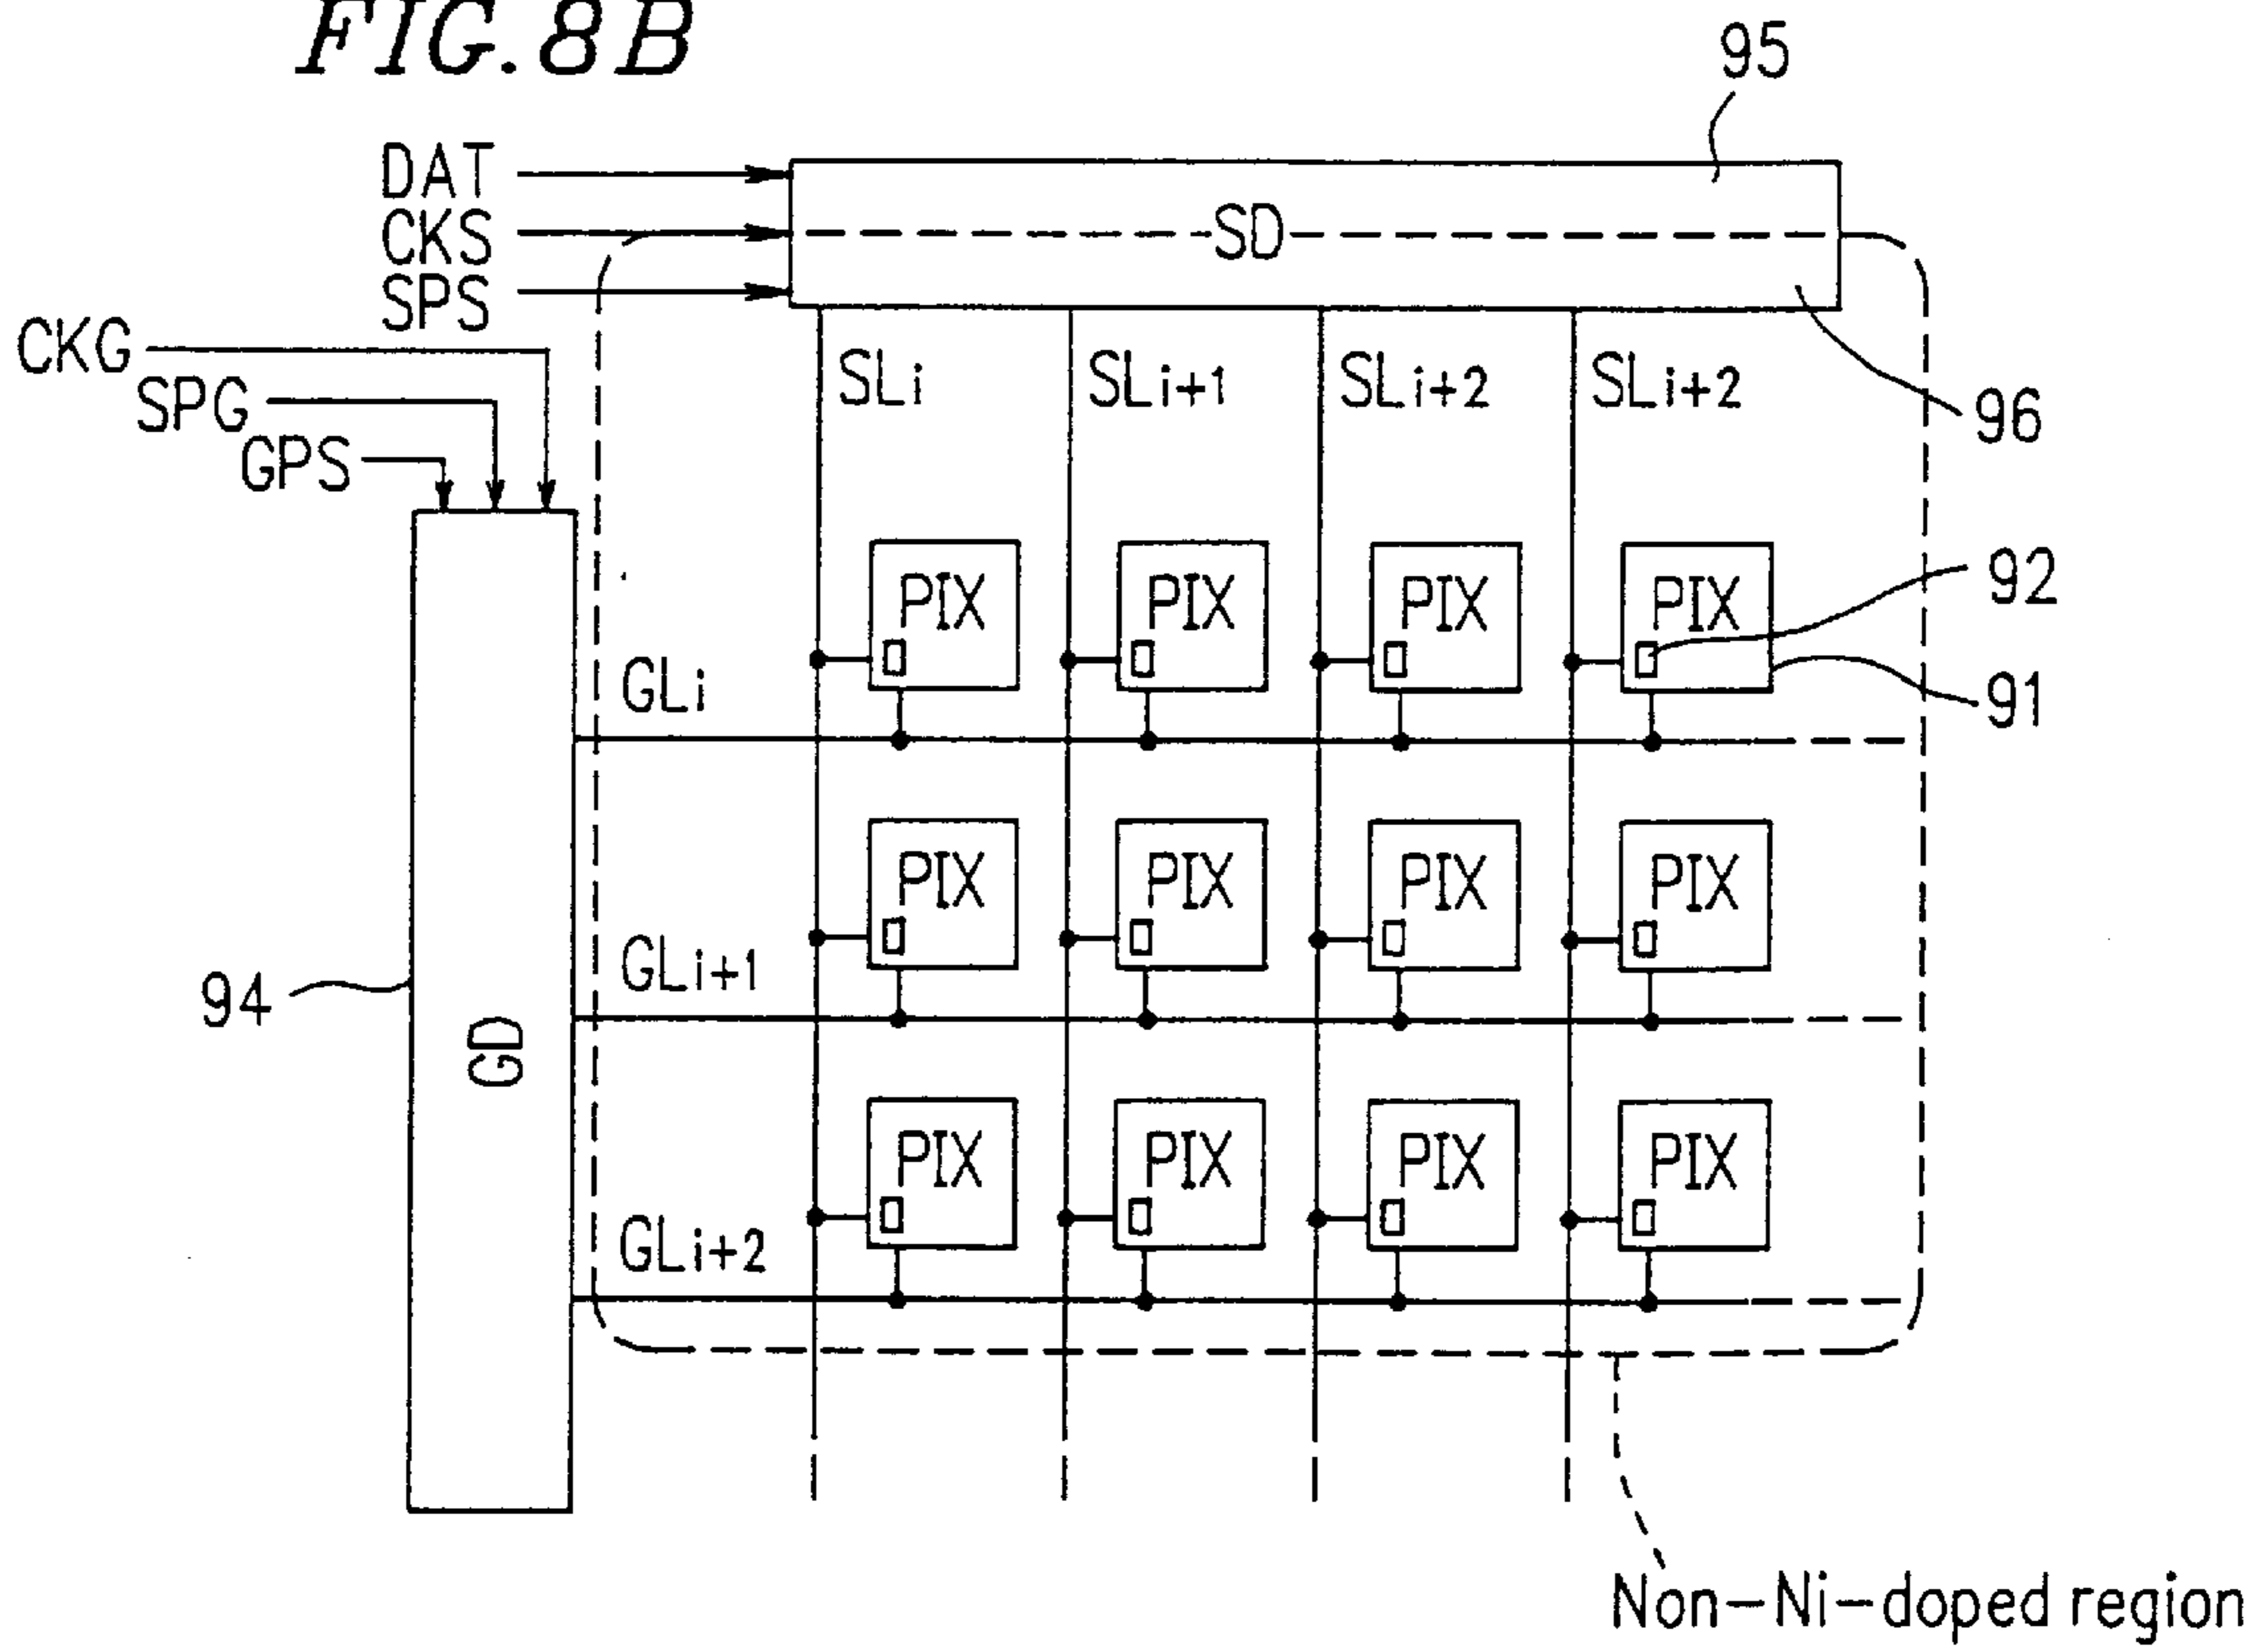 FIG.8B
95
DAT
CKS
SD
SPS
CKG
SPG
GPS
SLi
SLi+1
SLi+2
SLi+2
96
PIX
PIX
PIX
PIX
92
GLi
91
PIX
PIX
PIX
PIX
GLi+1
94
GD
PIX
PIX
PIX
PIX
GLi+2
Non-Ni-doped region